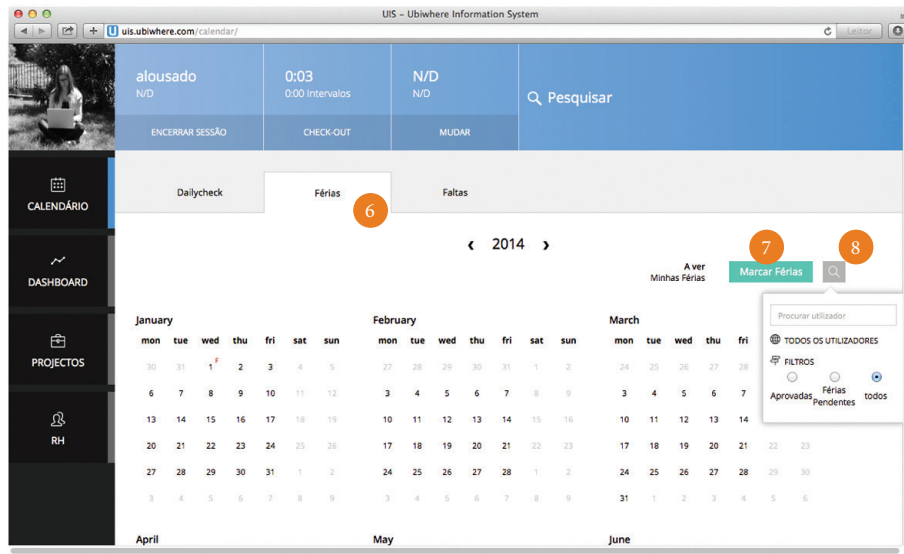 UIS – Ubiwhere Information System
uis.ubiwhere.com/calendar/
Leitor
alousado
N/D
0:03
0:00 Intervalos
N/D
N/D
Pesquisar
ENCERRAR SESSÃO
CHECK-OUT
MUDAR
CALENDÁRIO
DASHBOARD
PROJECTOS
RH
Dailycheck
Férias
Faltas
6
2014
7
8
A ver
Minhas Férias
Marcar Férias
Procurar utilizador
TODOS OS UTILIZADORES
FILTROS
Aprovadas
Férias Pendentes
todos
January
mon tue wed thu fri sat sun
30 31 1 F 2 3 4 5
6 7 8 9 10 11 12
13 14 15 16 17 18 19
20 21 22 23 24 25 26
27 28 29 30 31 1 2
3 4 5 6 7 8 9
February
mon tue wed thu fri sat sun
27 28 29 30 31 1 2
3 4 5 6 7 8 9
10 11 12 13 14 15 16
17 18 19 20 21 22 23
24 25 26 27 28 1 2
3 4 5 6 7 8 9
March
mon tue wed thu fri
24 25 26 27 28
3 4 5 6 7
10 11 12 13 14
17 18 19 20 21 22 23
24 25 26 27 28 29 30
31 1 2 3 4 5 6
April
May
June